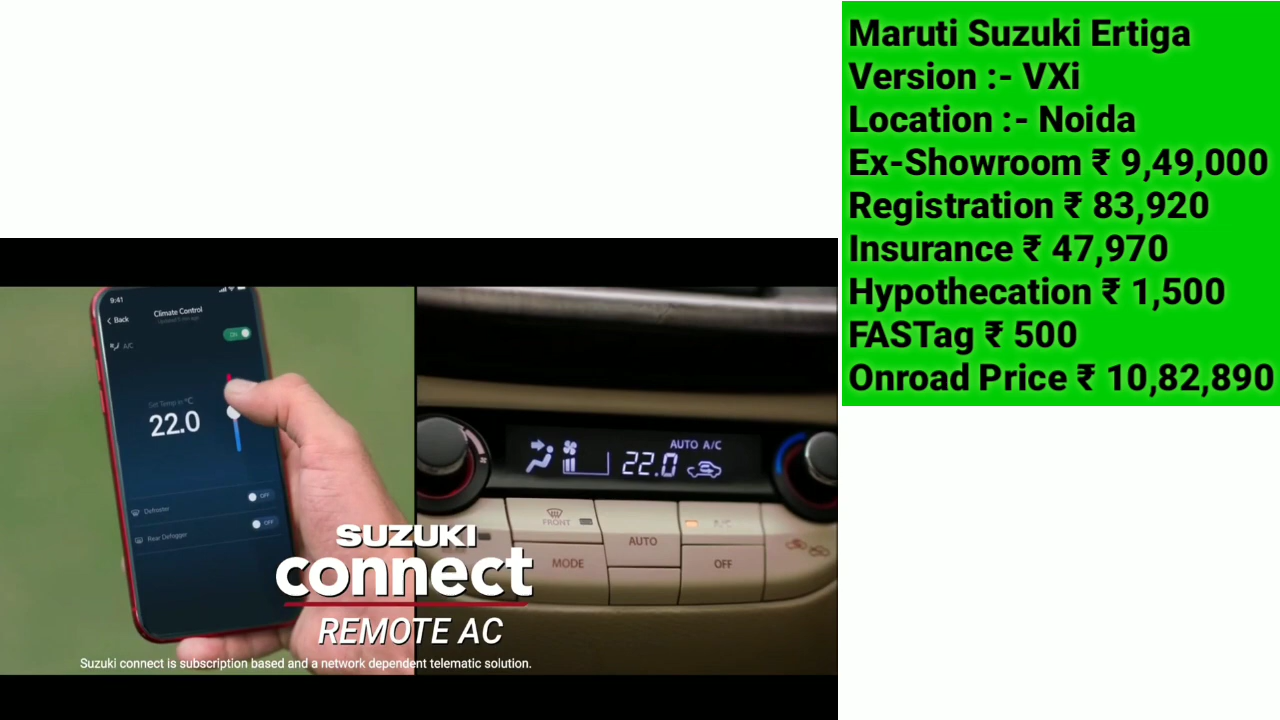 Maruti Suzuki Ertiga
Version :- VXi
Location :- Noida
Ex-Showroom ₹ 9,49,000
Registration ₹ 83,920
Insurance ₹ 47,970
Hypothecation ₹ 1,500
FASTag ₹ 500
Onroad Price ₹ 10,82,890
9:41
Back
Climate Control
A/C
ON
Set Temp in °C
22.0
Defroster
OFF
Rear Defogger
OFF
AUTO A/C
22.0
FRONT
MODE
AUTO
OFF
SUZUKI
connect
REMOTE AC
Suzuki connect is subscription based and a network dependent telematic solution.